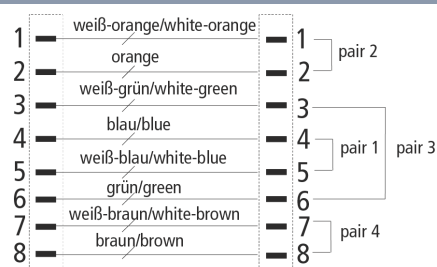 weiß-orange/white-orange
1 1
orange
pair 2
2 2
weiß-grün/white-green
3 3
blau/blue
4 4
pair 1 pair 3
weiß-blau/white-blue
5 5
grün/green
6 6
weiß-braun/white-brown
7 7
pair 4
braun/brown
8 8